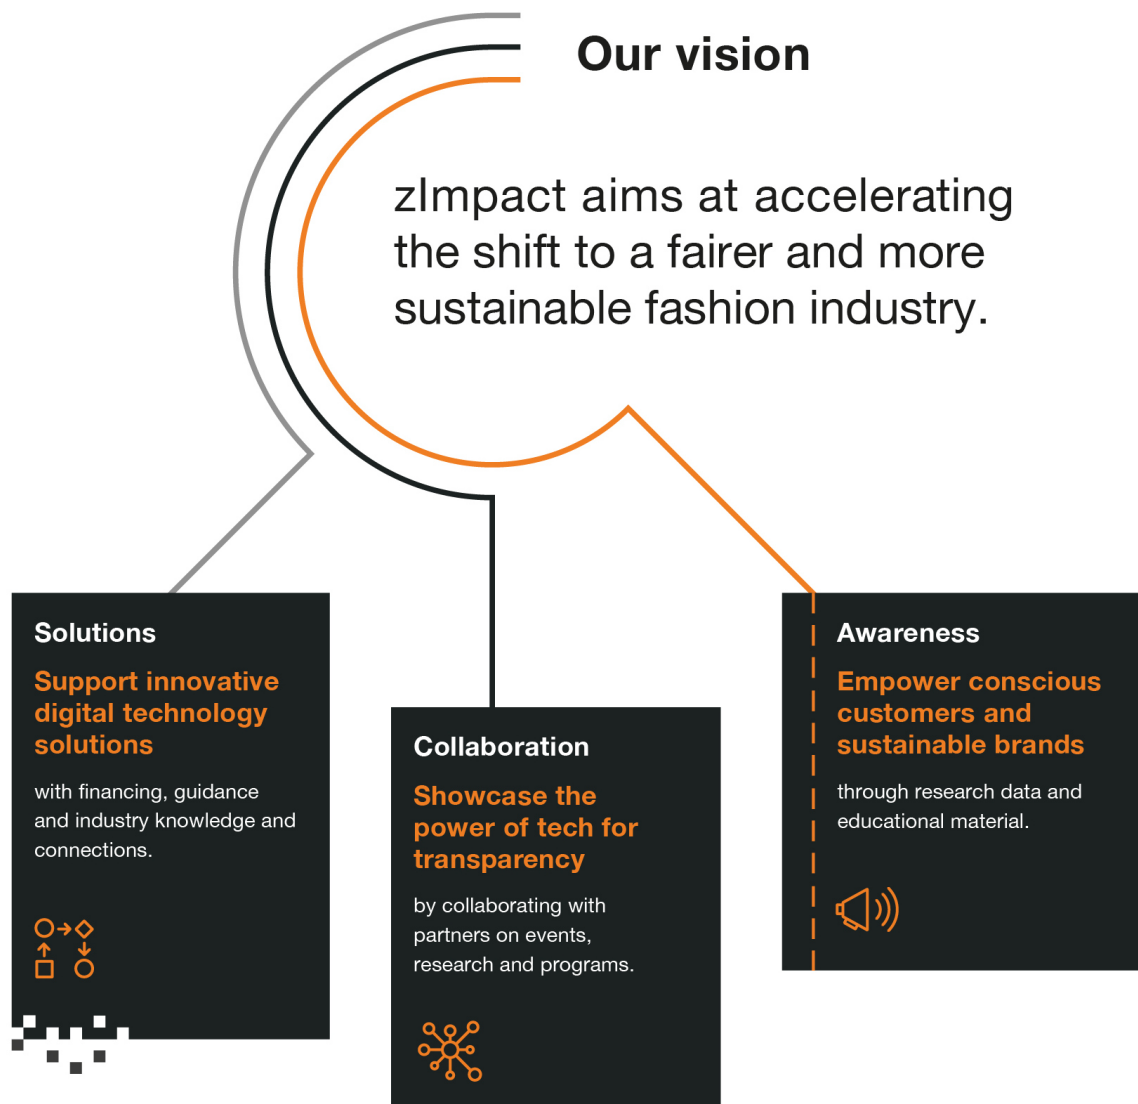 Our vision
zImpact aims at accelerating
the shift to a fairer and more
sustainable fashion industry.
Solutions
Support innovative
digital technology
solutions
with financing, guidance
and industry knowledge and
connections.
Collaboration
Showcase the
power of tech for
transparency
by collaborating with
partners on events,
research and programs.
Awareness
Empower conscious
customers and
sustainable brands
through research data and
educational material.